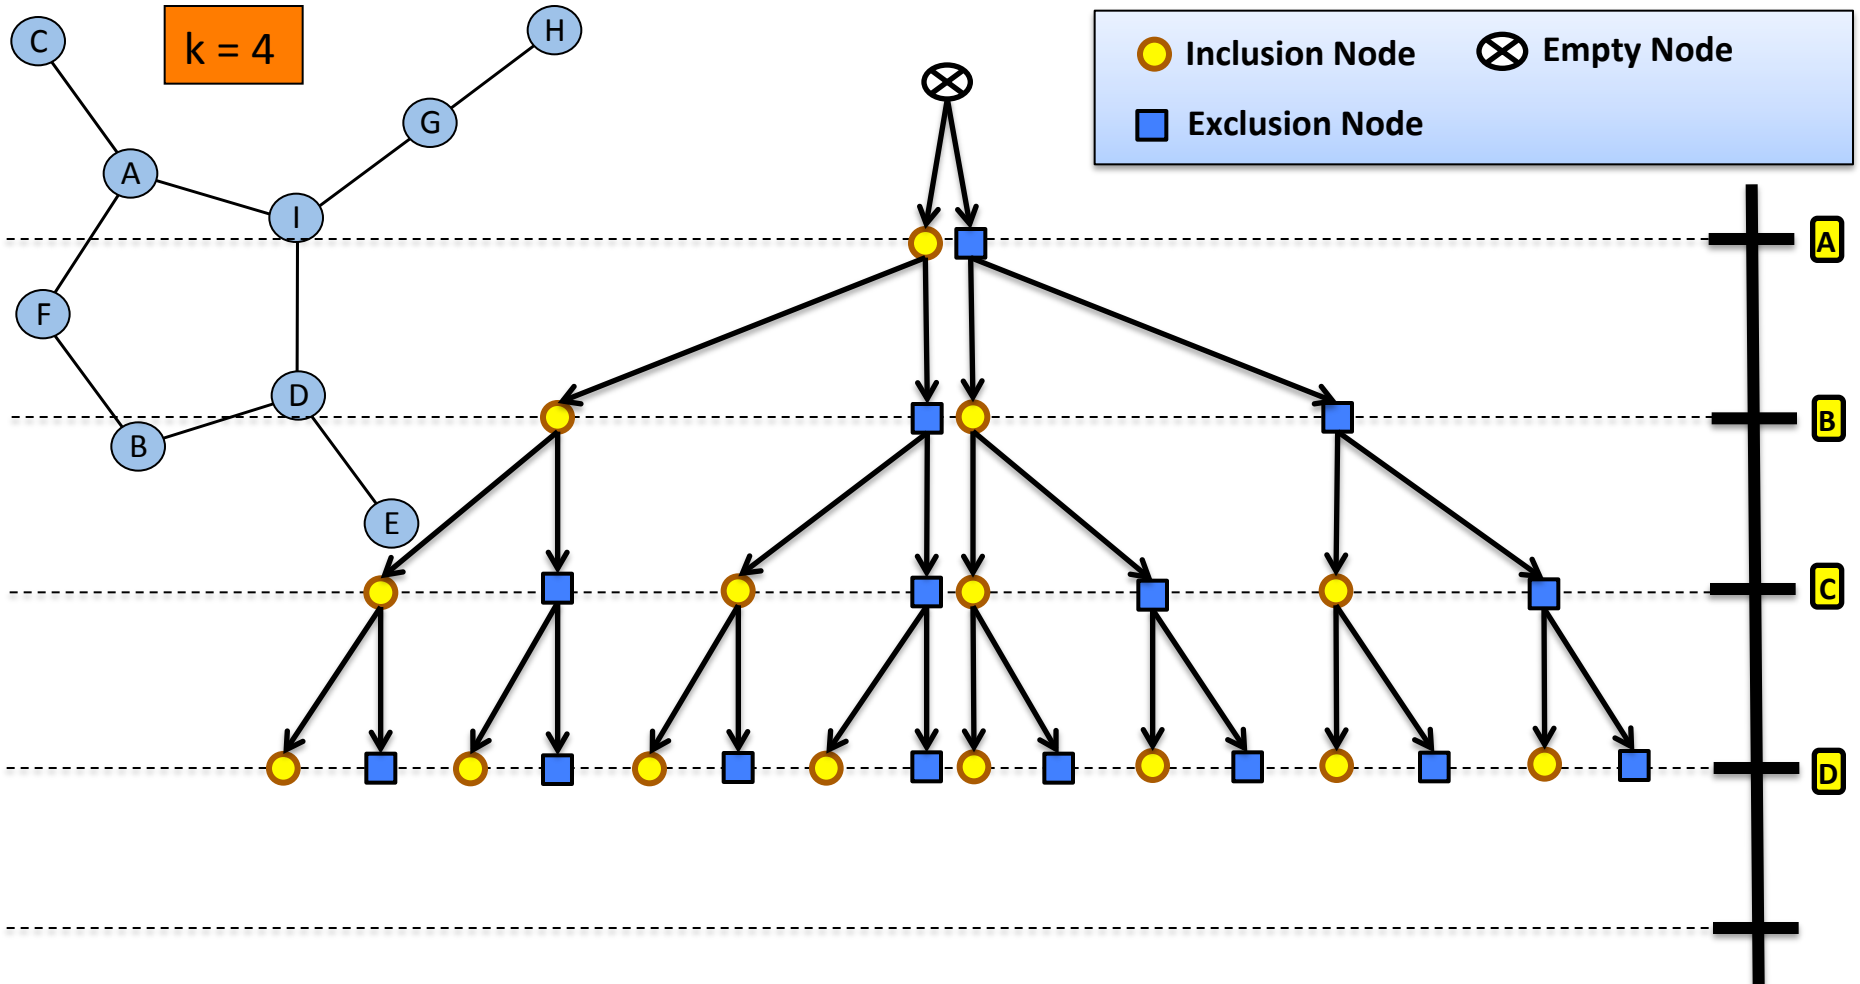 C
k = 4
H
Inclusion Node
Empty Node
G
Exclusion Node
A
I
A
F
D
B
B
E
C
D